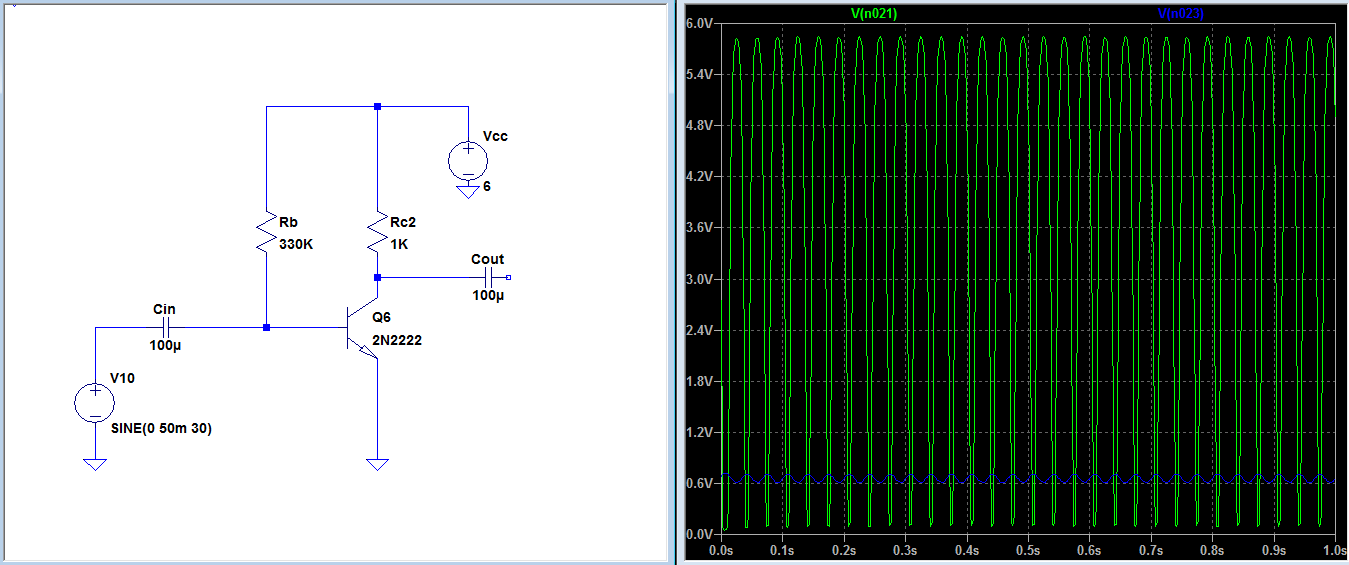 Vcc
6
Rb
330K
Rc2
1K
Cout
100µ
Cin
100µ
Q6
2N2222
V10
SINE(0 50m 30)
V(n021) V(n023)
6.0V
5.4V
4.8V
4.2V
3.6V
3.0V
2.4V
1.8V
1.2V
0.6V
0.0V
0.0s 0.1s 0.2s 0.3s 0.4s 0.5s 0.6s 0.7s 0.8s 0.9s 1.0s